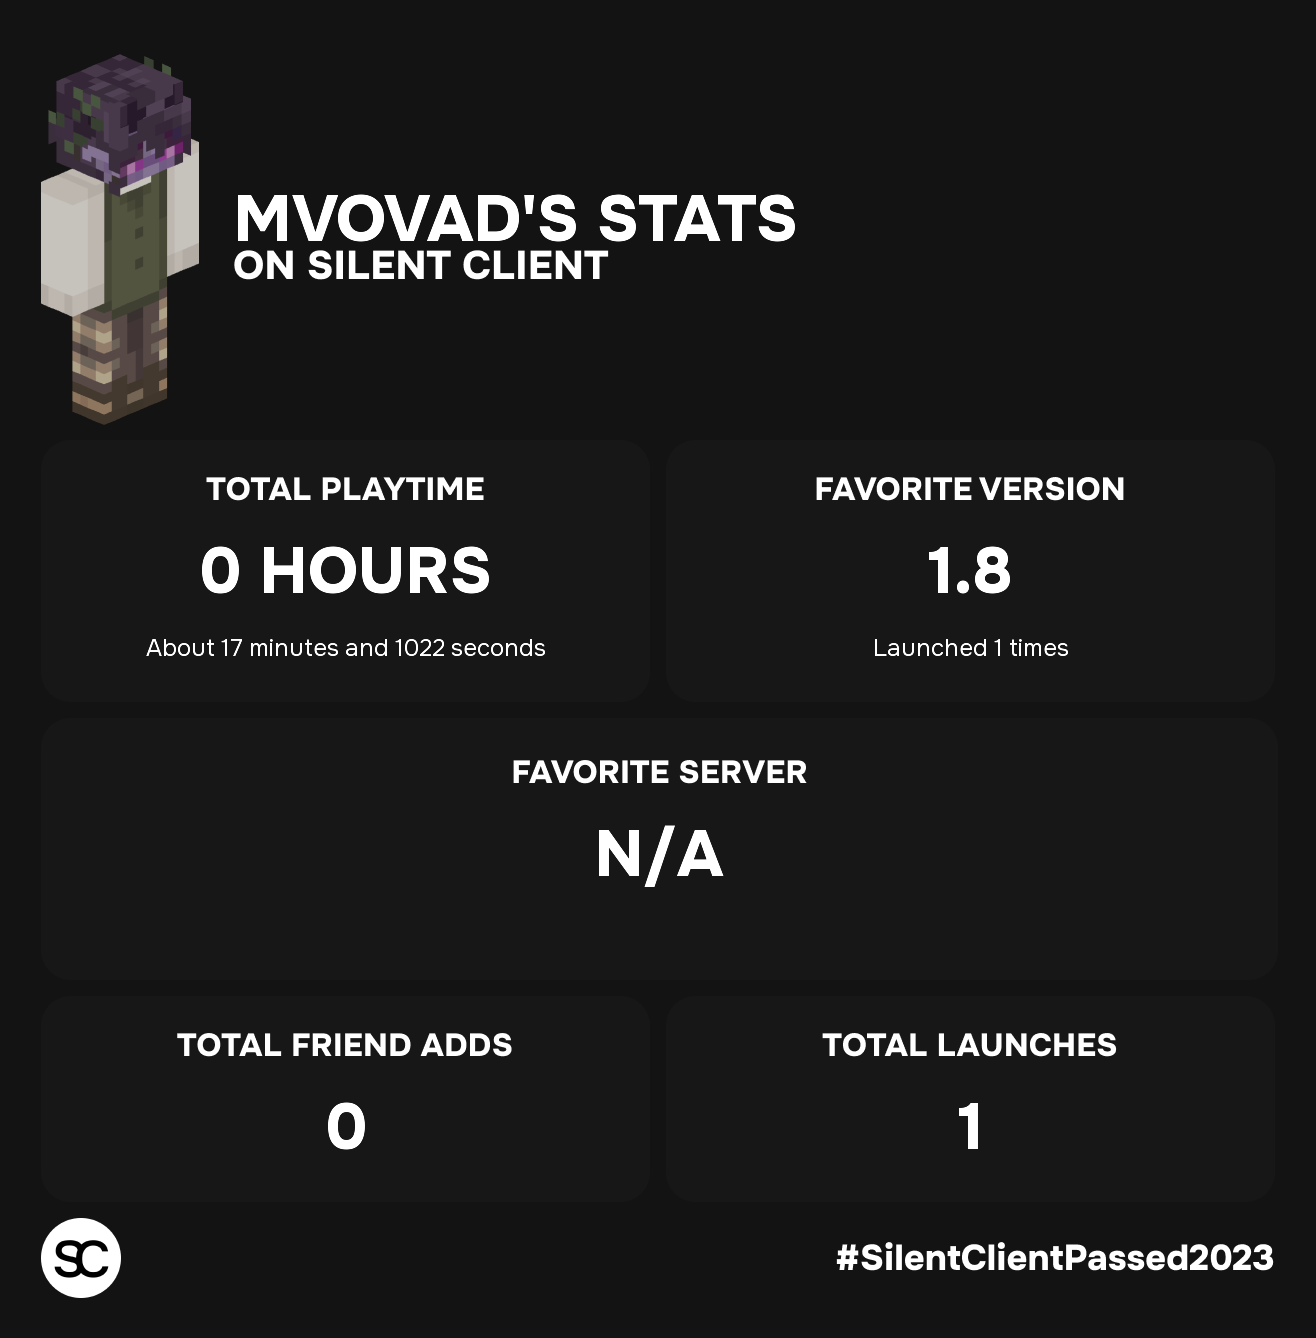 MVOVAD'S STATS
ON SILENT CLIENT
TOTAL PLAYTIME
0 HOURS
About 17 minutes and 1022 seconds
FAVORITE VERSION
1.8
Launched 1 times
FAVORITE SERVER
N/A
TOTAL FRIEND ADDS
0
TOTAL LAUNCHES
1
SC
#SilentClientPassed2023